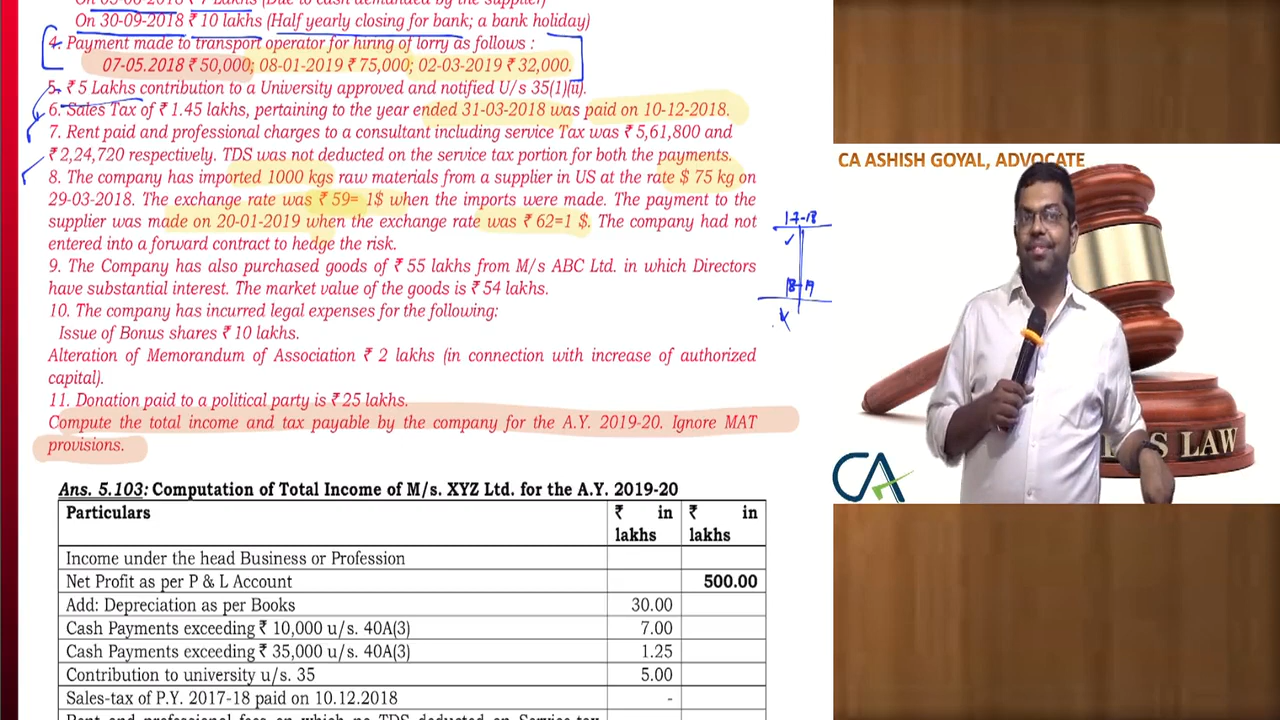 On 30-09-2018 ₹ 10 lakhs (Half yearly closing for bank; a bank holiday)
4. Payment made to transport operator for hiring of lorry as follows :
07-05.2018 ₹ 50,000; 08-01-2019 ₹ 75,000; 02-03-2019 ₹ 32,000.
5. ₹ 5 Lakhs contribution to a University approved and notified U/s 35(1)(ii).
6. Sales Tax of ₹ 1.45 lakhs, pertaining to the year ended 31-03-2018 was paid on 10-12-2018.
7. Rent paid and professional charges to a consultant including service Tax was ₹ 5,61,800 and
₹ 2,24,720 respectively. TDS was not deducted on the service tax portion for both the payments.
8. The company has imported 1000 kgs raw materials from a supplier in US at the rate $ 75 kg on
29-03-2018. The exchange rate was ₹ 59= 1$ when the imports were made. The payment to the
supplier was made on 20-01-2019 when the exchange rate was ₹ 62=1 $. The company had not
entered into a forward contract to hedge the risk.
9. The Company has also purchased goods of ₹ 55 lakhs from M/s ABC Ltd. in which Directors
have substantial interest. The market value of the goods is ₹ 54 lakhs.
10. The company has incurred legal expenses for the following:
Issue of Bonus shares ₹ 10 lakhs.
Alteration of Memorandum of Association ₹ 2 lakhs (in connection with increase of authorized
capital).
11. Donation paid to a political party is ₹ 25 lakhs.
Compute the total income and tax payable by the company for the A.Y. 2019-20. Ignore MAT
provisions.
Ans. 5.103: Computation of Total Income of M/s. XYZ Ltd. for the A.Y. 2019-20
Particulars ₹ in lakhs ₹ in lakhs
Income under the head Business or Profession
Net Profit as per P & L Account 500.00
Add: Depreciation as per Books 30.00
Cash Payments exceeding ₹ 10,000 u/s. 40A(3) 7.00
Cash Payments exceeding ₹ 35,000 u/s. 40A(3) 1.25
Contribution to university u/s. 35 5.00
Sales-tax of P.Y. 2017-18 paid on 10.12.2018 -
Rent and professional fees on which no TDS deducted on Service-tax
17-18
18-19
CA ASHISH GOYAL, ADVOCATE
CA
S LAW